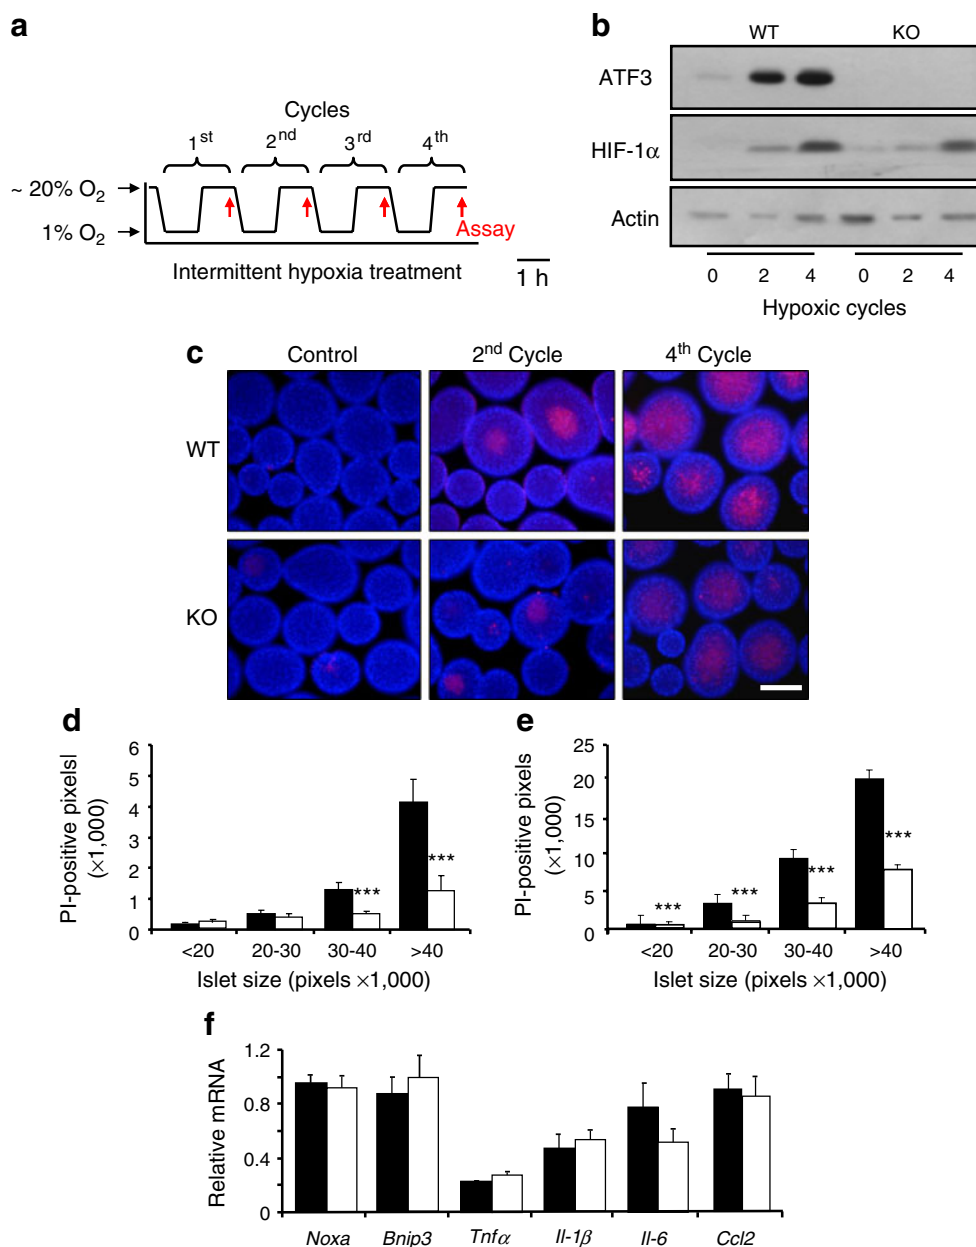 a
Cycles
1st 2nd 3rd 4th
~ 20% O2
1% O2
Assay
Intermittent hypoxia treatment
1 h
b
WT KO
ATF3
HIF-1α
Actin
0 2 4 0 2 4
Hypoxic cycles
c
Control 2nd Cycle 4th Cycle
WT
KO
d
PI-positive pixelsl
(×1,000)
6
5
4
3
2
1
0
*** ***
<20 20-30 30-40 >40
Islet size (pixels ×1,000)
e
PI-positive pixels
(×1,000)
25
20
15
10
5
0
*** *** *** ***
<20 20-30 30-40 >40
Islet size (pixels ×1,000)
f
Relative mRNA
1.2
0.8
0.4
0
Noxa Bnip3 Tnfα Il-1β Il-6 Ccl2